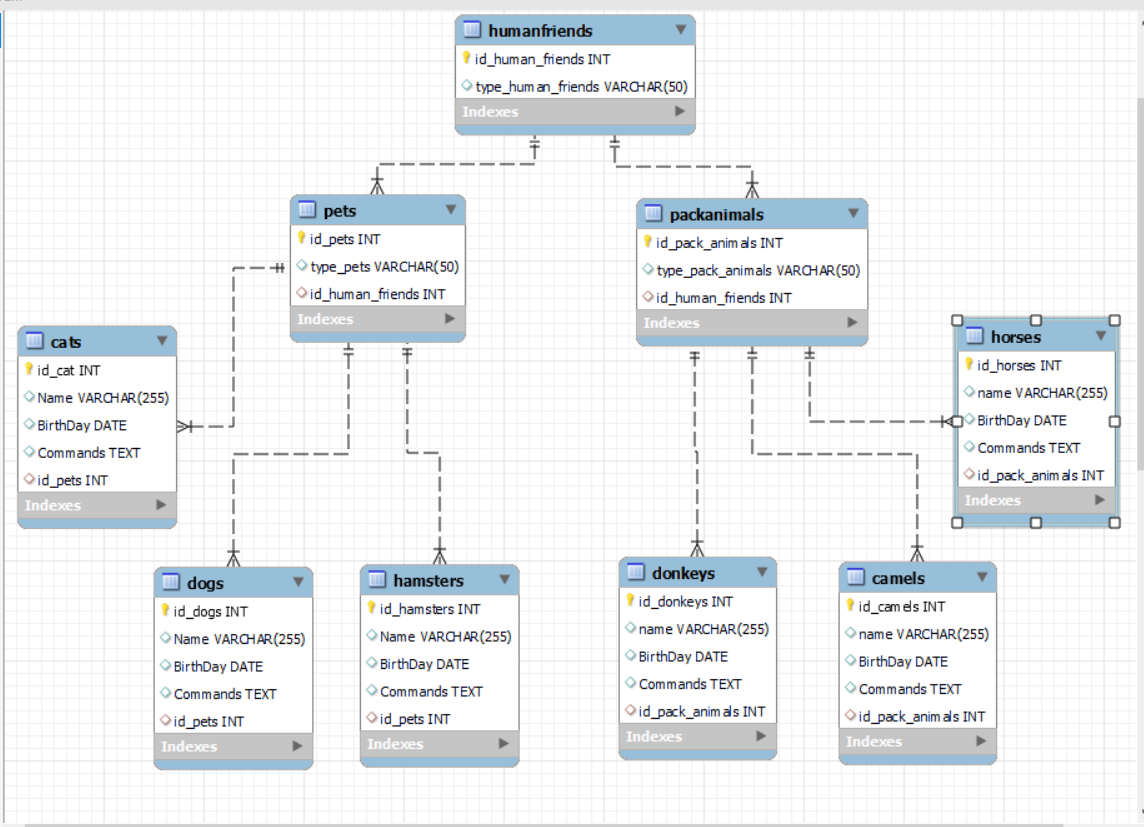 humanfriends
id_human_friends INT
type_human_friends VARCHAR(50)
Indexes
pets
id_pets INT
type_pets VARCHAR(50)
id_human_friends INT
Indexes
packanimals
id_pack_animals INT
type_pack_animals VARCHAR(50)
id_human_friends INT
Indexes
cats
id_cat INT
Name VARCHAR(255)
BirthDay DATE
Commands TEXT
id_pets INT
Indexes
horses
id_horses INT
name VARCHAR(255)
BirthDay DATE
Commands TEXT
id_pack_animals INT
Indexes
dogs
id_dogs INT
Name VARCHAR(255)
BirthDay DATE
Commands TEXT
id_pets INT
Indexes
hamsters
id_hamsters INT
Name VARCHAR(255)
BirthDay DATE
Commands TEXT
id_pets INT
Indexes
donkeys
id_donkeys INT
name VARCHAR(255)
BirthDay DATE
Commands TEXT
id_pack_animals INT
Indexes
camels
id_camels INT
name VARCHAR(255)
BirthDay DATE
Commands TEXT
id_pack_animals INT
Indexes